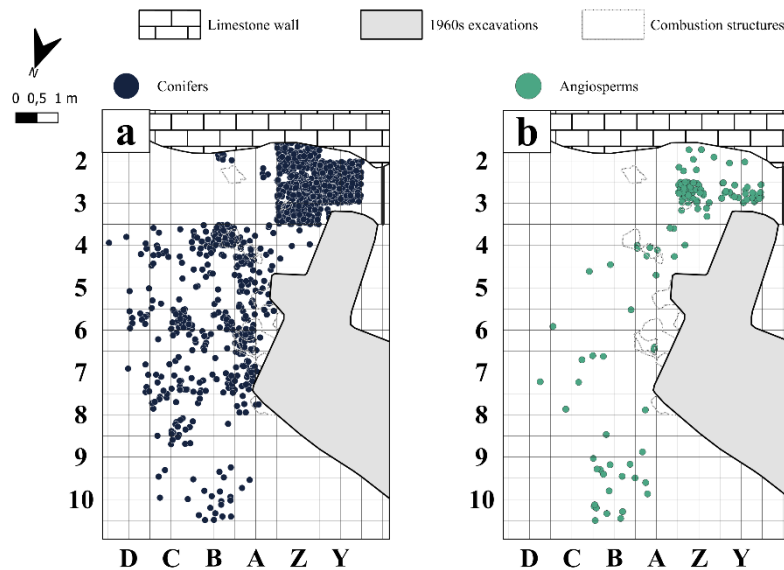 Limestone wall
1960s excavations
Combustion structures
N
0 0,5 1 m
Conifers
Angiosperms
a
b
2
3
4
5
6
7
8
9
10
D C B A Z Y
2
3
4
5
6
7
8
9
10
D C B A Z Y